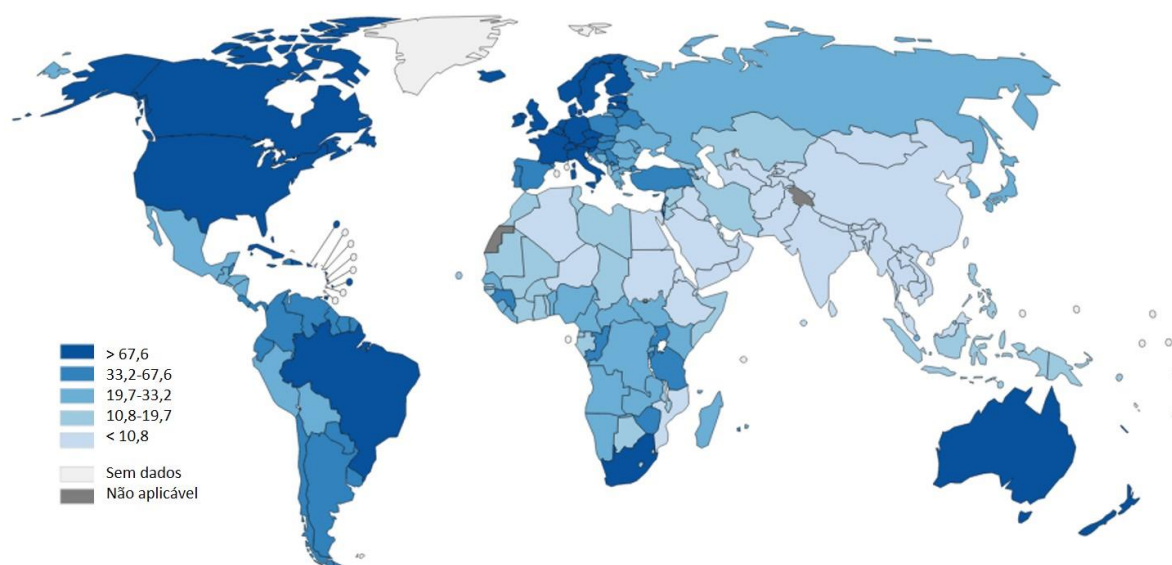 > 67,6
33,2-67,6
19,7-33,2
10,8-19,7
< 10,8
Sem dados
Não aplicável